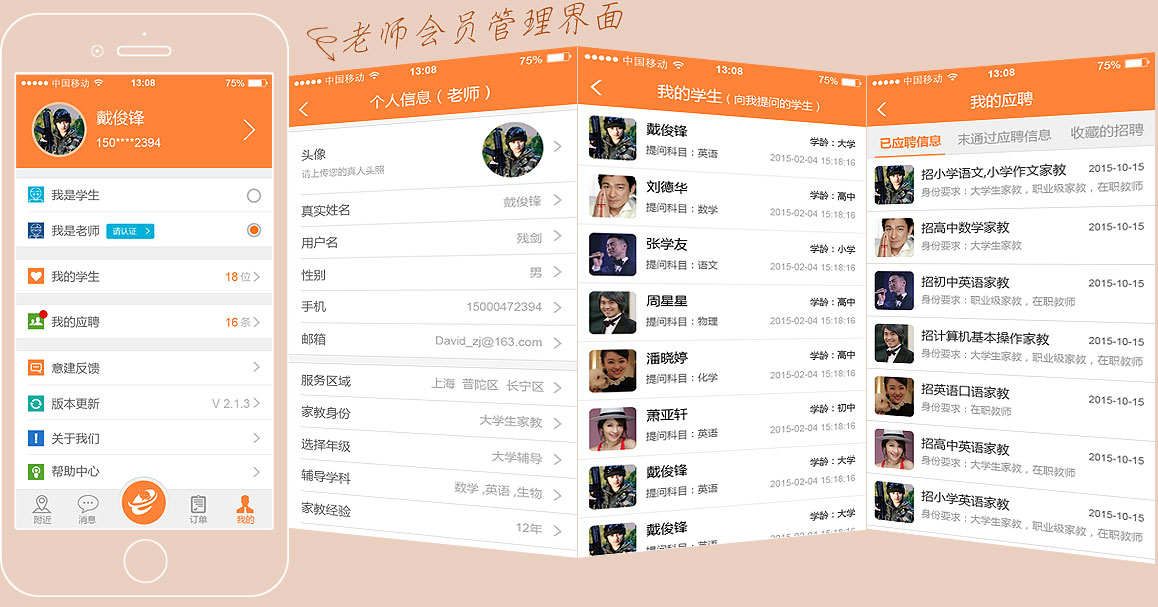 老师会员管理界面
中国移动 13:08 75%
戴俊锋
150****2394
我是学生
我是老师 请认证
我的学生 18位
我的应聘 16条
意建反馈
版本更新 V 2.1.3
关于我们
帮助中心
附近 消息 订单 我的
中国移动 13:08 75%
个人信息（老师）
头像
请上传您的真人头照
真实姓名 戴俊锋
用户名 残剑
性别 男
手机 15000472394
邮箱 David_zj@163.com
服务区域 上海 普陀区 长宁区
家教身份 大学生家教
选择年级 大学辅导
辅导学科 数学 ,英语 ,生物
家教经验 12年
中国移动 13:08 75%
我的学生（向我提问的学生）
戴俊锋 学龄：大学
提问科目：英语 2015-02-04 15:18:16
刘德华 学龄：高中
提问科目：数学 2015-02-04 15:18:16
张学友 学龄：小学
提问科目：语文 2015-02-04 15:18:16
周星星 学龄：高中
提问科目：物理 2015-02-04 15:18:16
潘晓婷 学龄：高中
提问科目：化学 2015-02-04 15:18:16
萧亚轩 学龄：初中
提问科目：英语 2015-02-04 15:18:16
戴俊锋 学龄：大学
提问科目：英语 2015-02-04 15:18:16
戴俊锋 学龄：大学
中国移动 13:08 75%
我的应聘
已应聘信息 未通过应聘信息 收藏的招聘
招小学语文,小学作文家教 2015-10-15
身份要求：大学生家教，职业级家教，在职教师
招高中数学家教 2015-10-15
身份要求：大学生家教
招初中英语家教 2015-10-15
身份要求：职业级家教，在职教师
招计算机基本操作家教 2015-10-15
身份要求：大学生家教，职业级家教，在职教师
招英语口语家教 2015-10-15
身份要求：在职教师
招高中英语家教 2015-10-15
身份要求：大学生家教，职业级家教，在职教师
招小学英语家教 2015-10-15
身份要求：大学生家教，职业级家教，在职教师